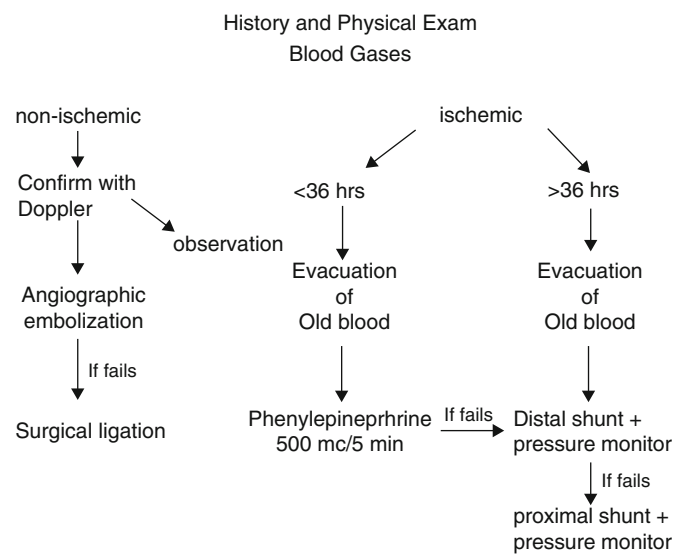 History and Physical Exam
Blood Gases
non-ischemic
Confirm with
Doppler
observation
Angiographic
embolization
If fails
Surgical ligation
ischemic
<36 hrs
Evacuation
of
Old blood
Phenylepineprhrine
500 mc/5 min
If fails
>36 hrs
Evacuation
of
Old blood
Distal shunt +
pressure monitor
If fails
proximal shunt +
pressure monitor